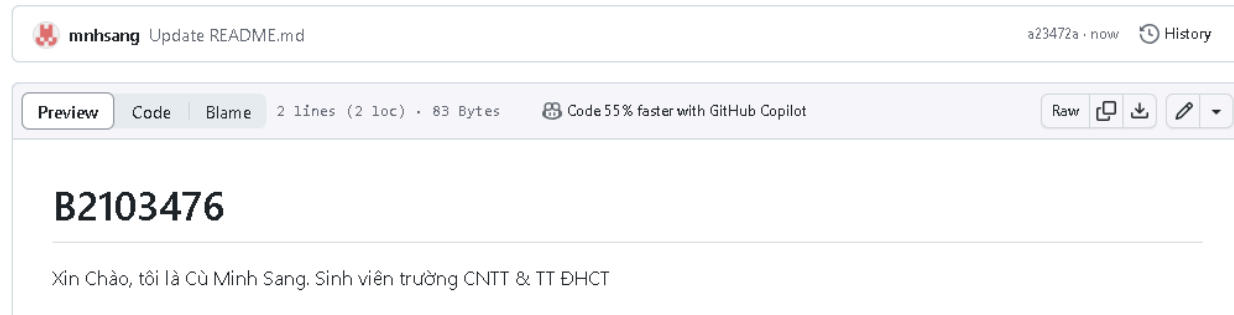 mnhsang Update README.md a23472a · now History
Preview Code Blame 2 lines (2 loc) · 83 Bytes Code 55% faster with GitHub Copilot Raw
B2103476
Xin Chào, tôi là Cù Minh Sang. Sinh viên trường CNTT & TT ĐHCT